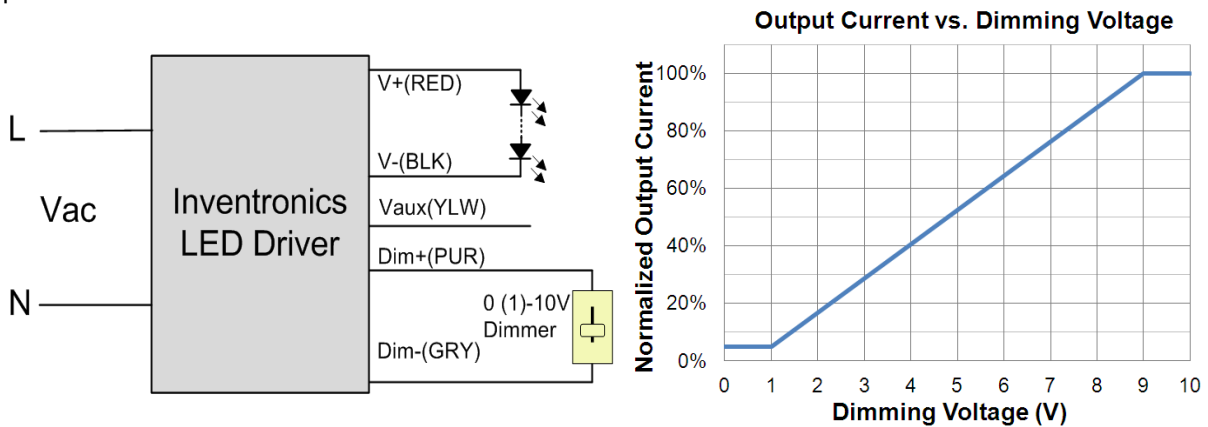 L
Vac
N
Inventronics
LED Driver
V+(RED)
V-(BLK)
Vaux(YLW)
Dim+(PUR)
0 (1)-10V
Dimmer
Dim-(GRY)
Output Current vs. Dimming Voltage
Normalized Output Current
100%
80%
60%
40%
20%
0%
0 1 2 3 4 5 6 7 8 9 10
Dimming Voltage (V)